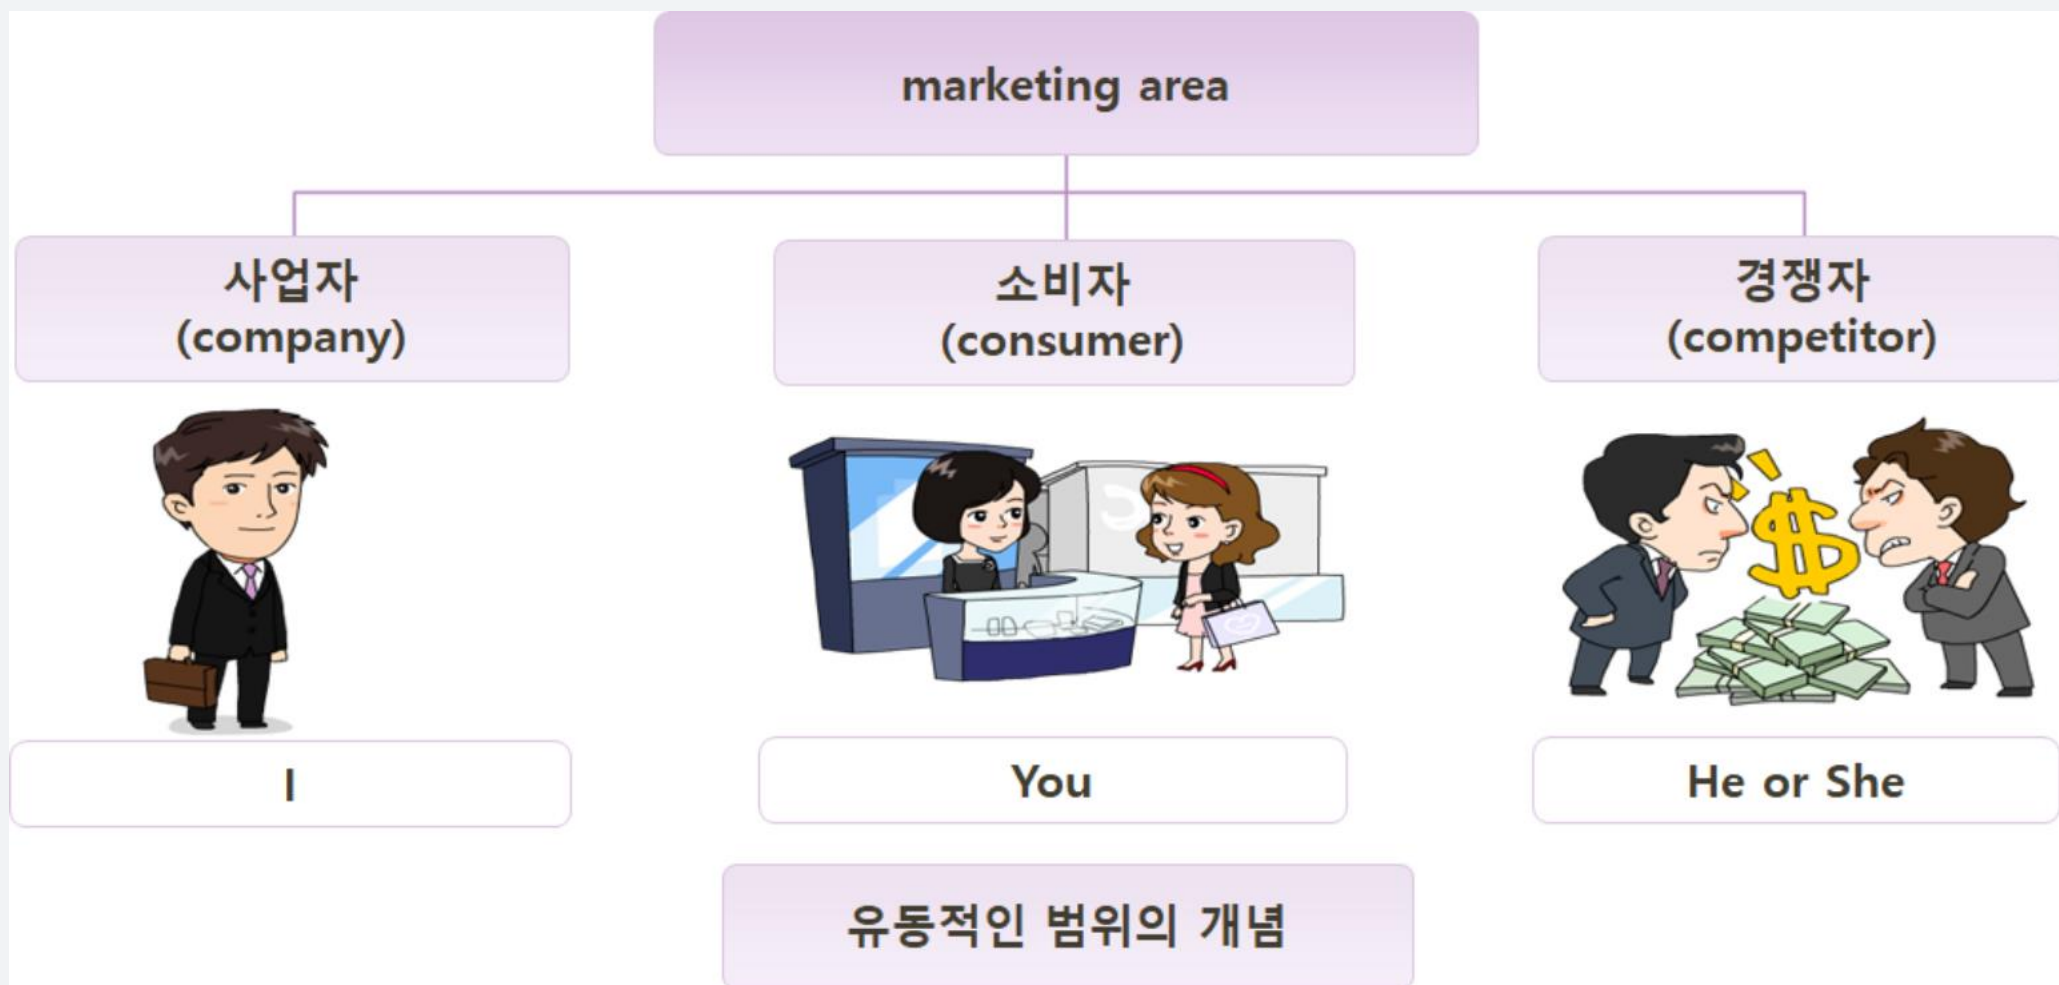 marketing area
사업자
(company)
소비자
(consumer)
경쟁자
(competitor)
I
You
He or She
유동적인 범위의 개념